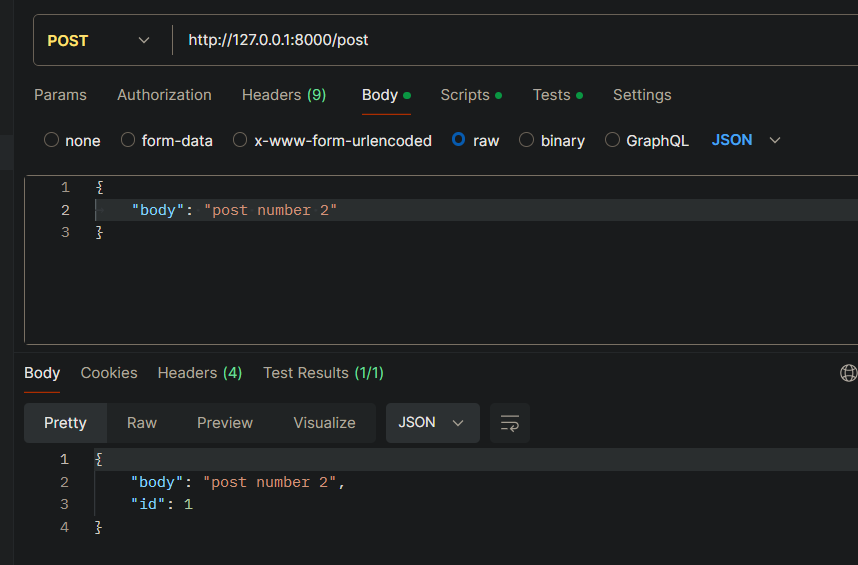 POST http://127.0.0.1:8000/post
Params Authorization Headers (9) Body Scripts Tests Settings
none form-data x-www-form-urlencoded raw binary GraphQL JSON
1 {
2 "body": "post number 2"
3 }
Body Cookies Headers (4) Test Results (1/1)
Pretty Raw Preview Visualize JSON
1 {
2 "body": "post number 2",
3 "id": 1
4 }